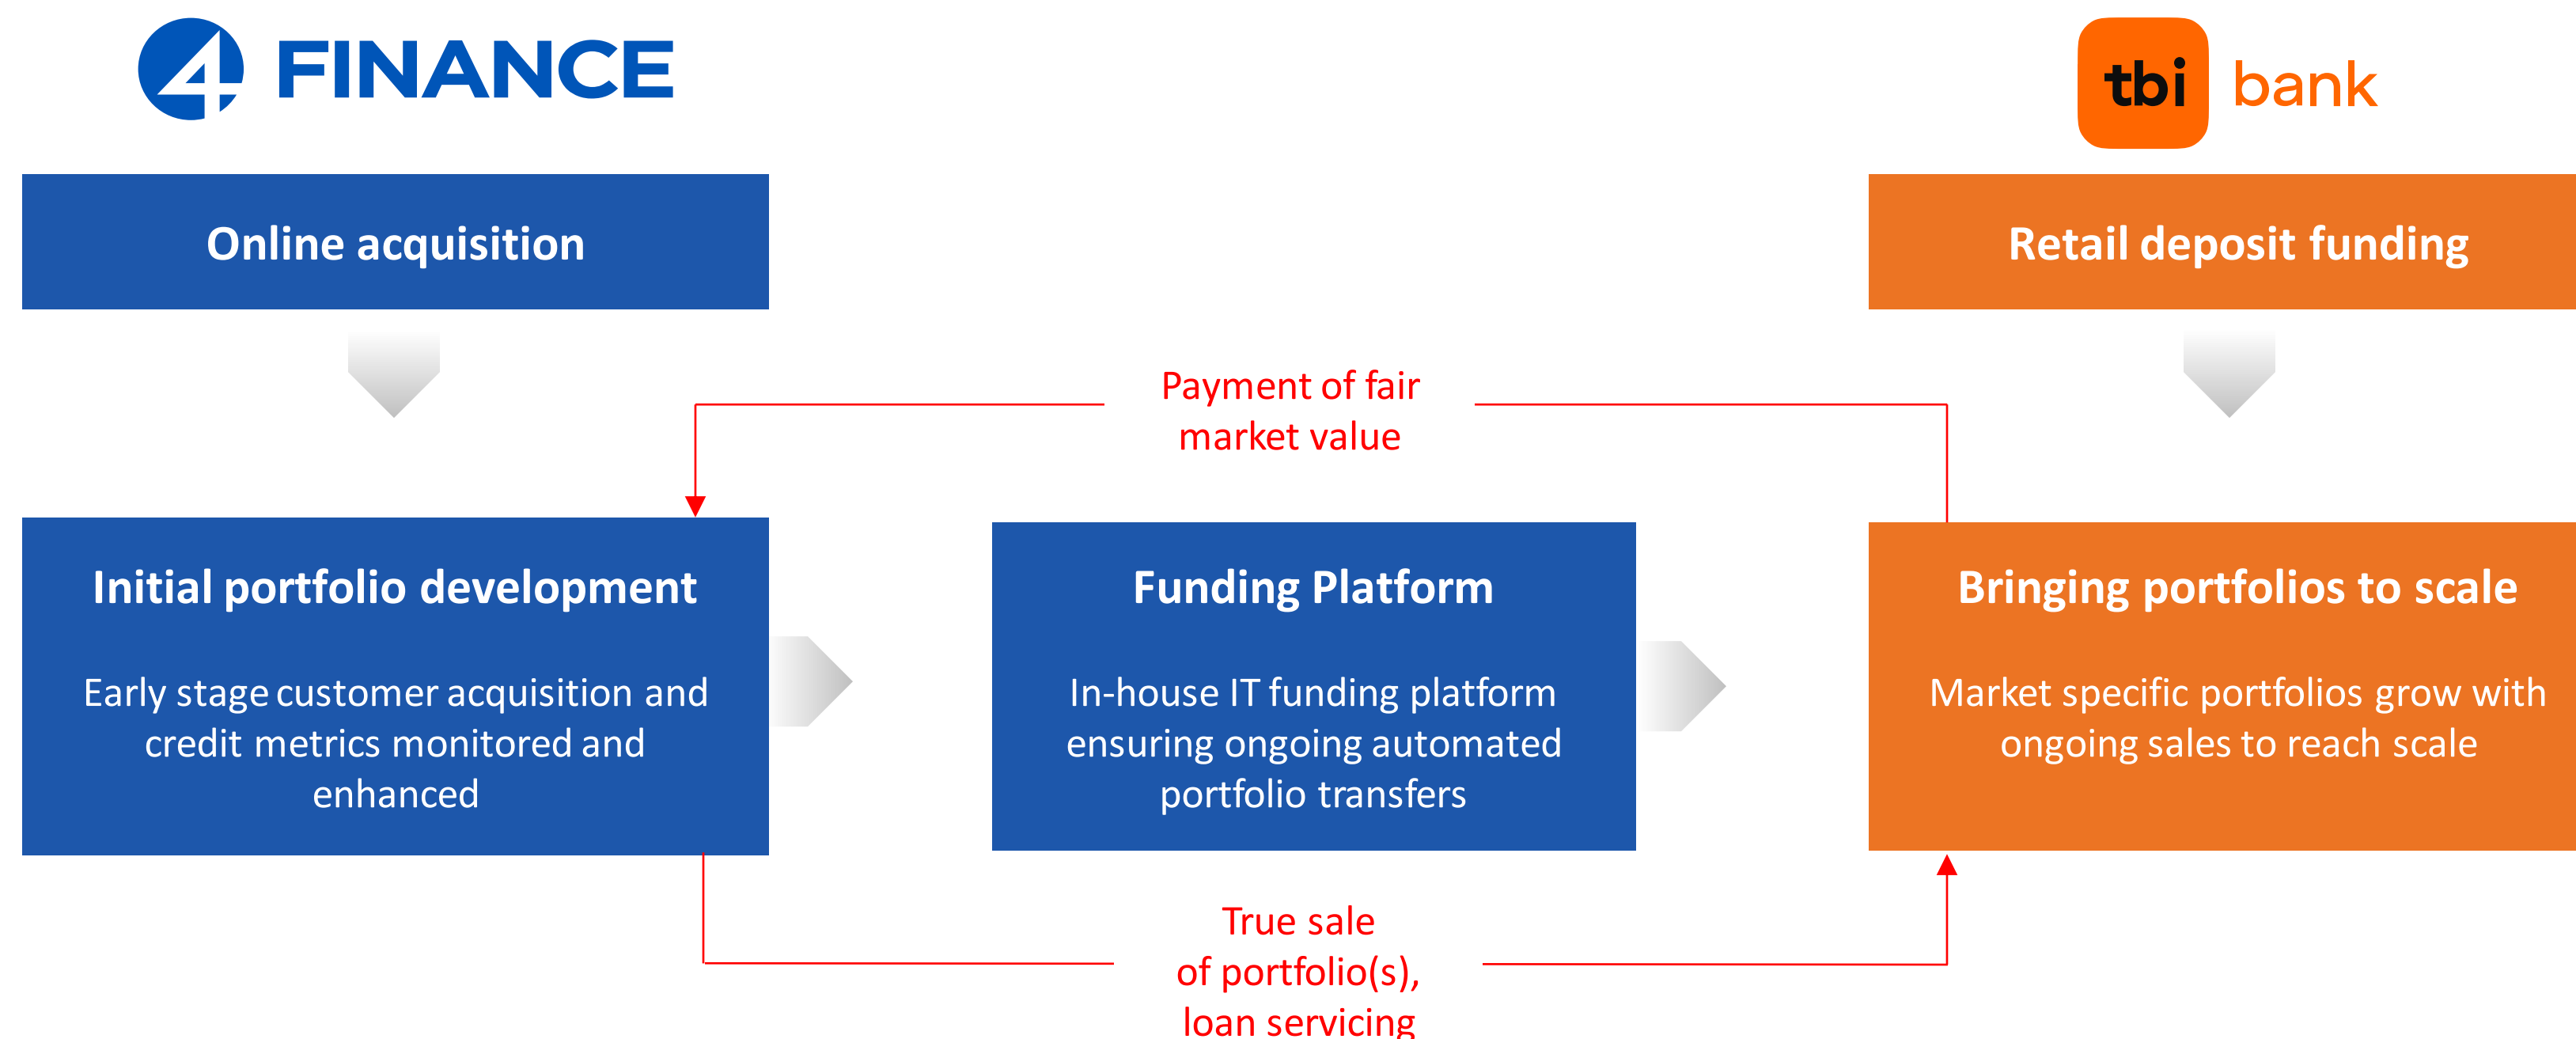 4 FINANCE
tbi bank
Online acquisition
Retail deposit funding
Payment of fair
market value
Initial portfolio development
Early stage customer acquisition and
credit metrics monitored and
enhanced
Funding Platform
In-house IT funding platform
ensuring ongoing automated
portfolio transfers
Bringing portfolios to scale
Market specific portfolios grow with
ongoing sales to reach scale
True sale
of portfolio(s),
loan servicing